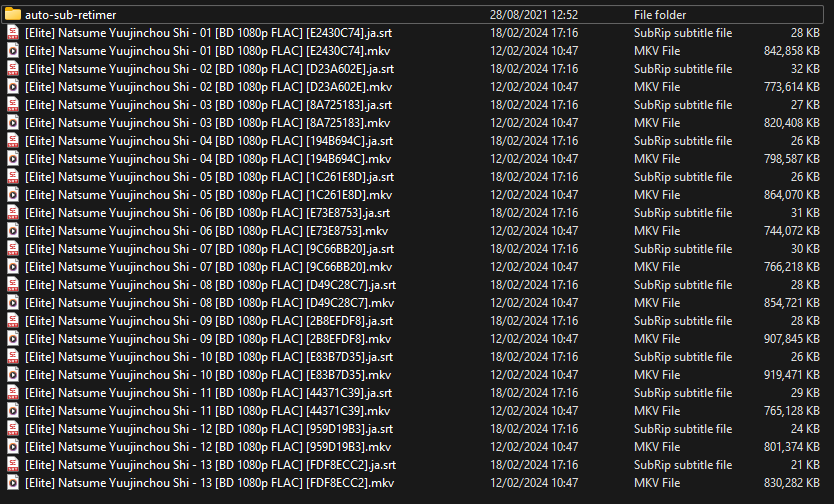 auto-sub-retimer 28/08/2021 12:52 File folder
[Elite] Natsume Yuujinchou Shi - 01 [BD 1080p FLAC] [E2430C74].ja.srt 18/02/2024 17:16 SubRip subtitle file 28 KB
[Elite] Natsume Yuujinchou Shi - 01 [BD 1080p FLAC] [E2430C74].mkv 12/02/2024 10:47 MKV File 842,858 KB
[Elite] Natsume Yuujinchou Shi - 02 [BD 1080p FLAC] [D23A602E].ja.srt 18/02/2024 17:16 SubRip subtitle file 32 KB
[Elite] Natsume Yuujinchou Shi - 02 [BD 1080p FLAC] [D23A602E].mkv 12/02/2024 10:47 MKV File 773,614 KB
[Elite] Natsume Yuujinchou Shi - 03 [BD 1080p FLAC] [8A725183].ja.srt 18/02/2024 17:16 SubRip subtitle file 27 KB
[Elite] Natsume Yuujinchou Shi - 03 [BD 1080p FLAC] [8A725183].mkv 12/02/2024 10:47 MKV File 820,408 KB
[Elite] Natsume Yuujinchou Shi - 04 [BD 1080p FLAC] [194B694C].ja.srt 18/02/2024 17:16 SubRip subtitle file 26 KB
[Elite] Natsume Yuujinchou Shi - 04 [BD 1080p FLAC] [194B694C].mkv 12/02/2024 10:47 MKV File 798,587 KB
[Elite] Natsume Yuujinchou Shi - 05 [BD 1080p FLAC] [1C261E8D].ja.srt 18/02/2024 17:16 SubRip subtitle file 26 KB
[Elite] Natsume Yuujinchou Shi - 05 [BD 1080p FLAC] [1C261E8D].mkv 12/02/2024 10:47 MKV File 864,070 KB
[Elite] Natsume Yuujinchou Shi - 06 [BD 1080p FLAC] [E73E8753].ja.srt 18/02/2024 17:16 SubRip subtitle file 31 KB
[Elite] Natsume Yuujinchou Shi - 06 [BD 1080p FLAC] [E73E8753].mkv 12/02/2024 10:47 MKV File 744,072 KB
[Elite] Natsume Yuujinchou Shi - 07 [BD 1080p FLAC] [9C66BB20].ja.srt 18/02/2024 17:16 SubRip subtitle file 30 KB
[Elite] Natsume Yuujinchou Shi - 07 [BD 1080p FLAC] [9C66BB20].mkv 12/02/2024 10:47 MKV File 766,218 KB
[Elite] Natsume Yuujinchou Shi - 08 [BD 1080p FLAC] [D49C28C7].ja.srt 18/02/2024 17:16 SubRip subtitle file 28 KB
[Elite] Natsume Yuujinchou Shi - 08 [BD 1080p FLAC] [D49C28C7].mkv 12/02/2024 10:47 MKV File 854,721 KB
[Elite] Natsume Yuujinchou Shi - 09 [BD 1080p FLAC] [2B8EFDF8].ja.srt 18/02/2024 17:16 SubRip subtitle file 28 KB
[Elite] Natsume Yuujinchou Shi - 09 [BD 1080p FLAC] [2B8EFDF8].mkv 12/02/2024 10:47 MKV File 907,845 KB
[Elite] Natsume Yuujinchou Shi - 10 [BD 1080p FLAC] [E83B7D35].ja.srt 18/02/2024 17:16 SubRip subtitle file 26 KB
[Elite] Natsume Yuujinchou Shi - 10 [BD 1080p FLAC] [E83B7D35].mkv 12/02/2024 10:47 MKV File 919,471 KB
[Elite] Natsume Yuujinchou Shi - 11 [BD 1080p FLAC] [44371C39].ja.srt 18/02/2024 17:16 SubRip subtitle file 29 KB
[Elite] Natsume Yuujinchou Shi - 11 [BD 1080p FLAC] [44371C39].mkv 12/02/2024 10:47 MKV File 765,128 KB
[Elite] Natsume Yuujinchou Shi - 12 [BD 1080p FLAC] [959D19B3].ja.srt 18/02/2024 17:16 SubRip subtitle file 24 KB
[Elite] Natsume Yuujinchou Shi - 12 [BD 1080p FLAC] [959D19B3].mkv 12/02/2024 10:47 MKV File 801,374 KB
[Elite] Natsume Yuujinchou Shi - 13 [BD 1080p FLAC] [FDF8ECC2].ja.srt 18/02/2024 17:16 SubRip subtitle file 21 KB
[Elite] Natsume Yuujinchou Shi - 13 [BD 1080p FLAC] [FDF8ECC2].mkv 12/02/2024 10:47 MKV File 830,282 KB